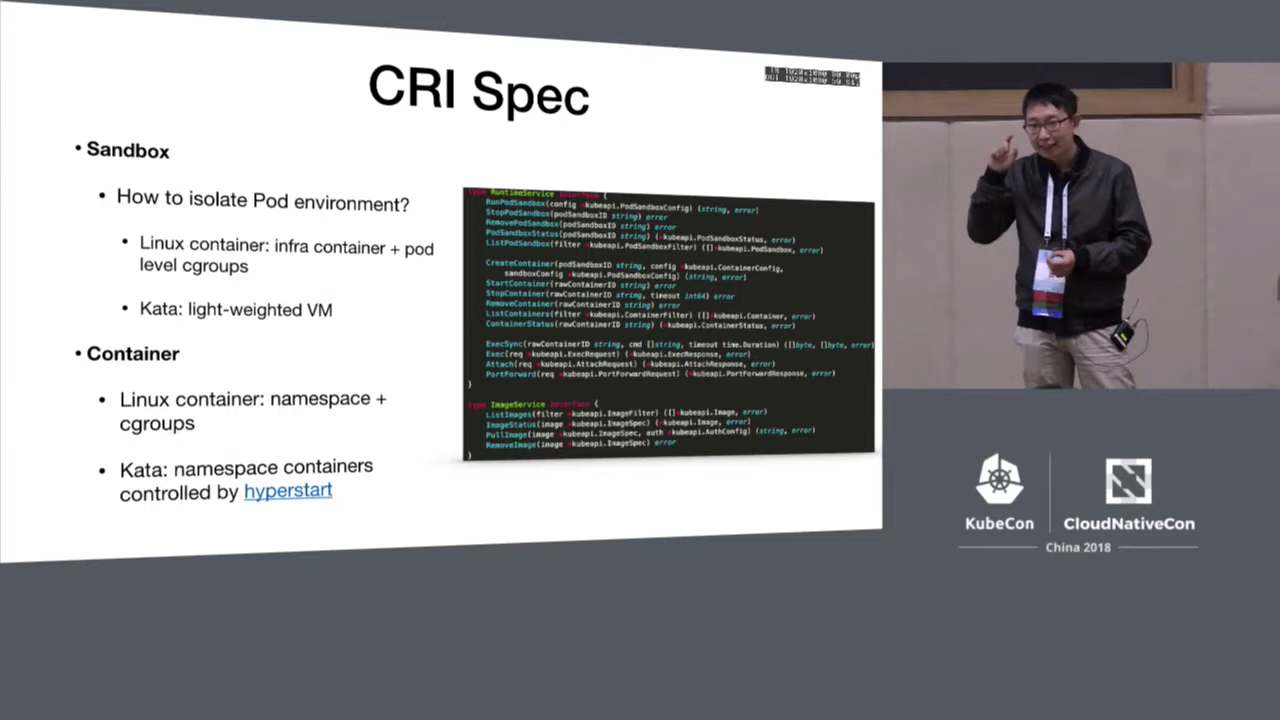 CRI Spec
• Sandbox
• How to isolate Pod environment?
• Linux container: infra container + pod
level cgroups
• Kata: light-weighted VM
• Container
• Linux container: namespace +
cgroups
• Kata: namespace containers
controlled by hyperstart
type RuntimeService interface {
RunPodSandbox(config *kubeapi.PodSandboxConfig) (string, error)
StopPodSandbox(podSandboxID string) error
RemovePodSandbox(podSandboxID string) error
PodSandboxStatus(podSandboxID string) (*kubeapi.PodSandboxStatus, error)
ListPodSandbox(filter *kubeapi.PodSandboxFilter) ([]*kubeapi.PodSandbox, error)
CreateContainer(podSandboxID string, config *kubeapi.ContainerConfig,
sandboxConfig *kubeapi.PodSandboxConfig) (string, error)
StartContainer(rawContainerID string) error
StopContainer(rawContainerID string, timeout int64) error
RemoveContainer(rawContainerID string) error
ListContainers(filter *kubeapi.ContainerFilter) ([]*kubeapi.Container, error)
ContainerStatus(rawContainerID string) (*kubeapi.ContainerStatus, error)
ExecSync(rawContainerID string, cmd []string, timeout time.Duration) ([]byte, []byte, error)
Exec(req *kubeapi.ExecRequest) (*kubeapi.ExecResponse, error)
Attach(req *kubeapi.AttachRequest) (*kubeapi.AttachResponse, error)
PortForward(req *kubeapi.PortForwardRequest) (*kubeapi.PortForwardResponse, error)
}
type ImageService interface {
ListImages(filter *kubeapi.ImageFilter) ([]*kubeapi.Image, error)
ImageStatus(image *kubeapi.ImageSpec) (*kubeapi.Image, error)
PullImage(image *kubeapi.ImageSpec, auth *kubeapi.AuthConfig) (string, error)
RemoveImage(image *kubeapi.ImageSpec) error
}
KubeCon
CloudNativeCon
China 2018